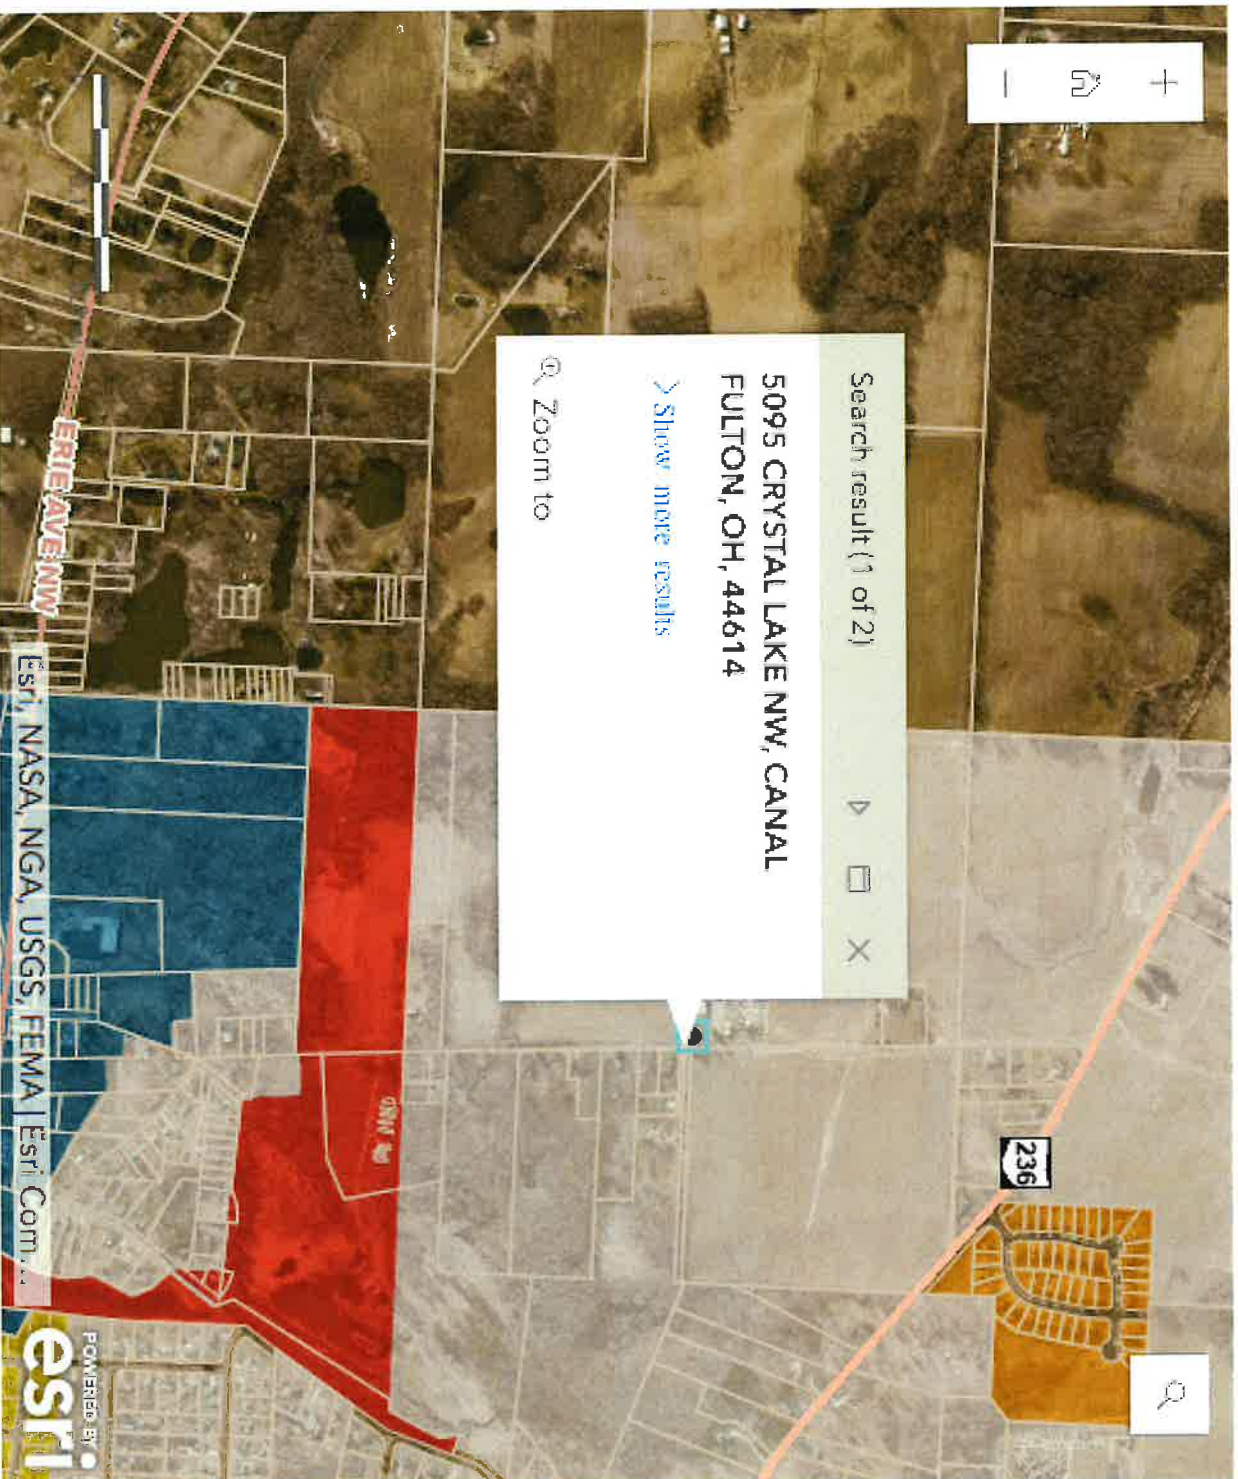 +
−
Search result (1 of 2)
5095 CRYSTAL LAKE NW, CANAL
FULTON, OH, 44614
> Show more results
Zoom to
236
ERIE AVE NW
Esri, NASA, NGA, USGS, FEMA | Esri Com...
POWERED BY
esri